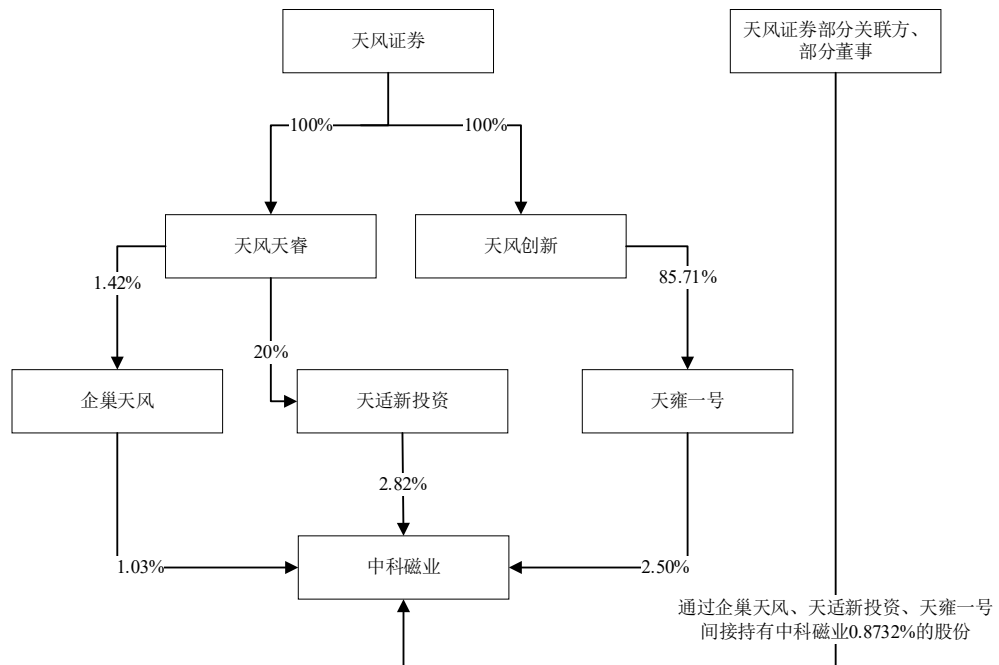 天风证券
天风证券部分关联方、
部分董事
100%
100%
天风天睿
天风创新
1.42%
85.71%
20%
企巢天风
天适新投资
天雍一号
2.82%
中科磁业
1.03%
2.50%
通过企巢天风、天适新投资、天雍一号
间接持有中科磁业0.8732%的股份